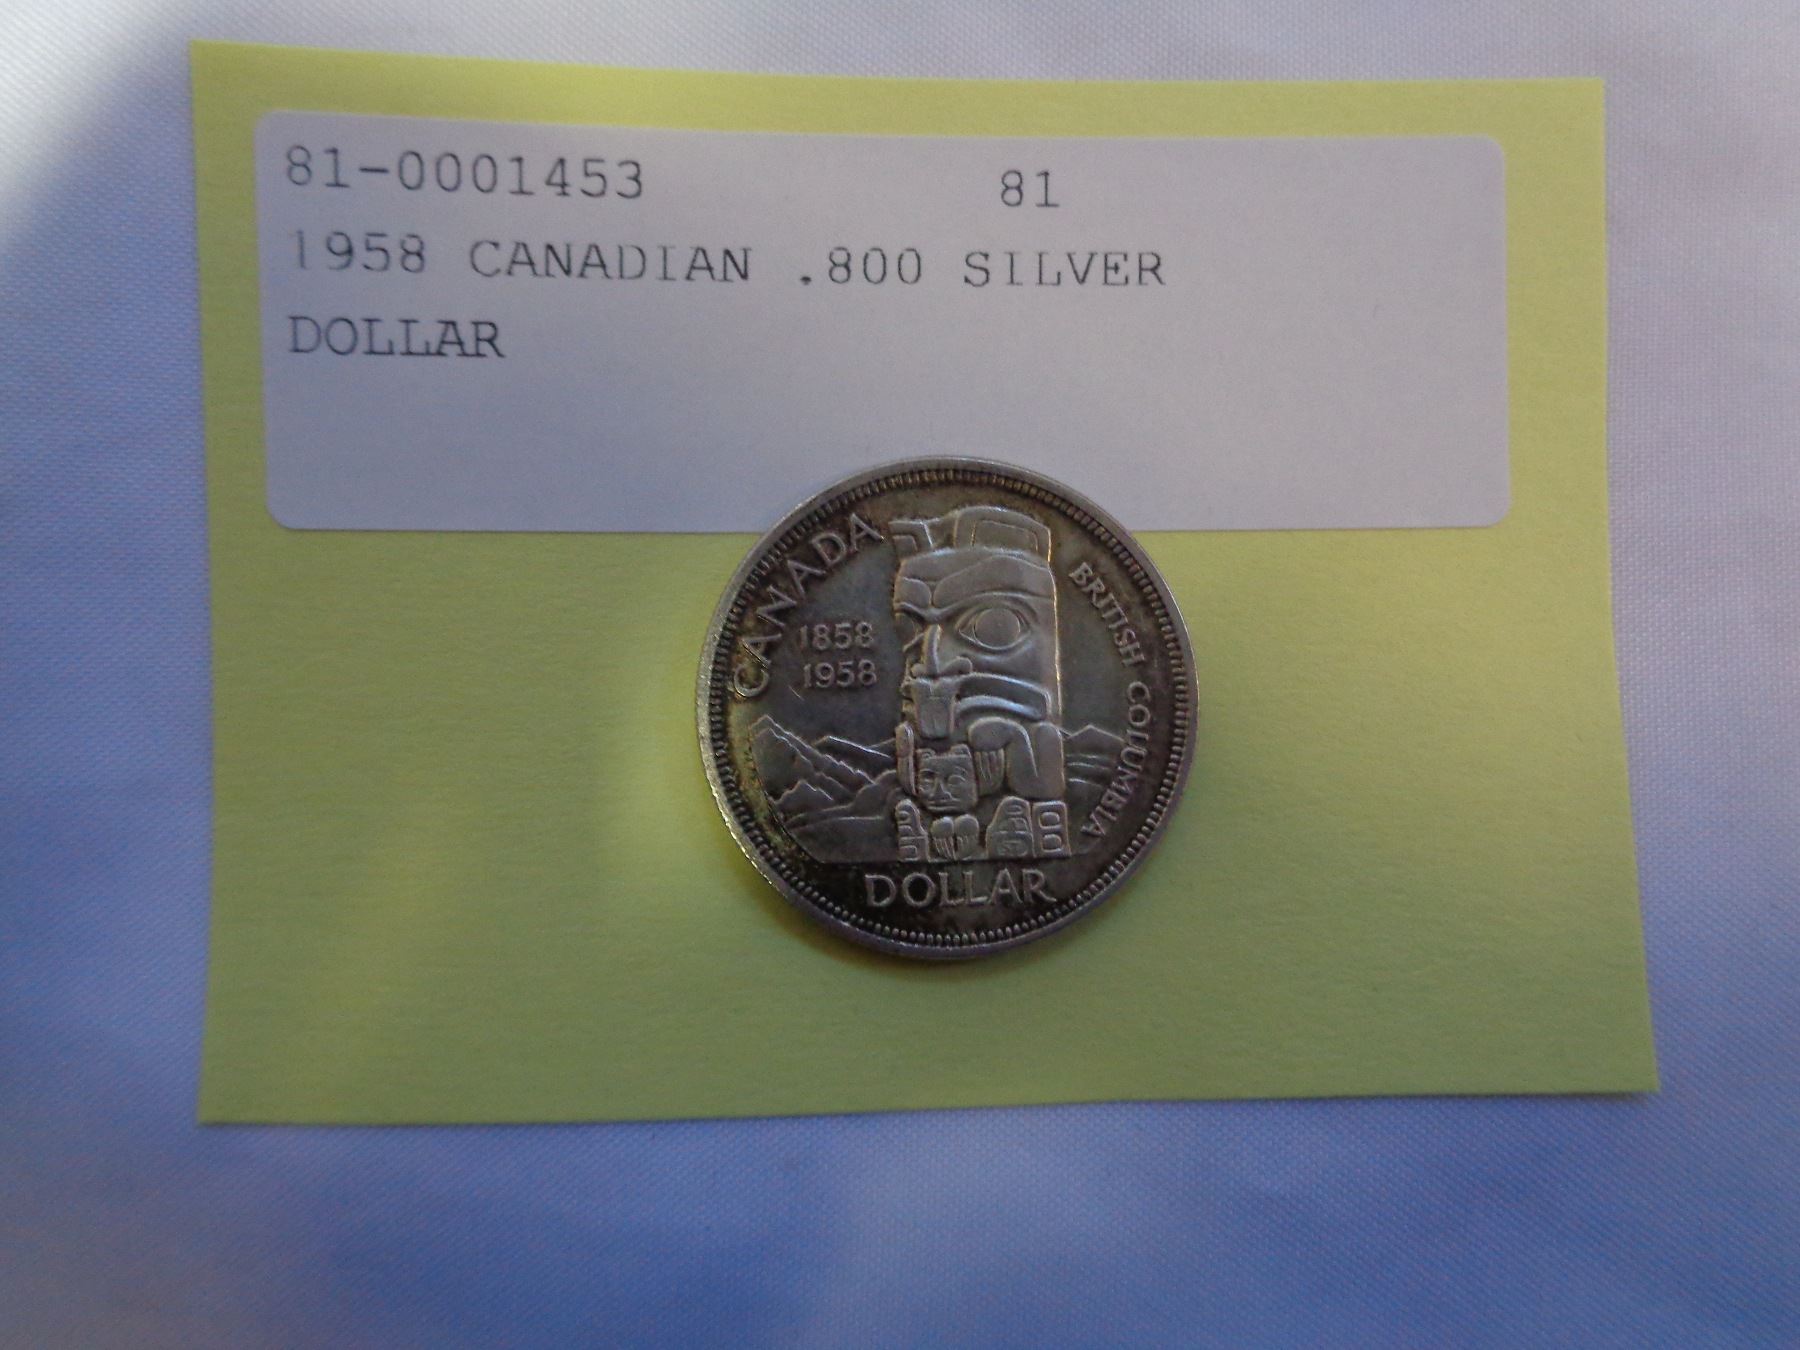 81-0001453 81
1958 CANADIAN .800 SILVER
DOLLAR
CANADA
1858
1958
BRITISH COLUMBIA
DOLLAR